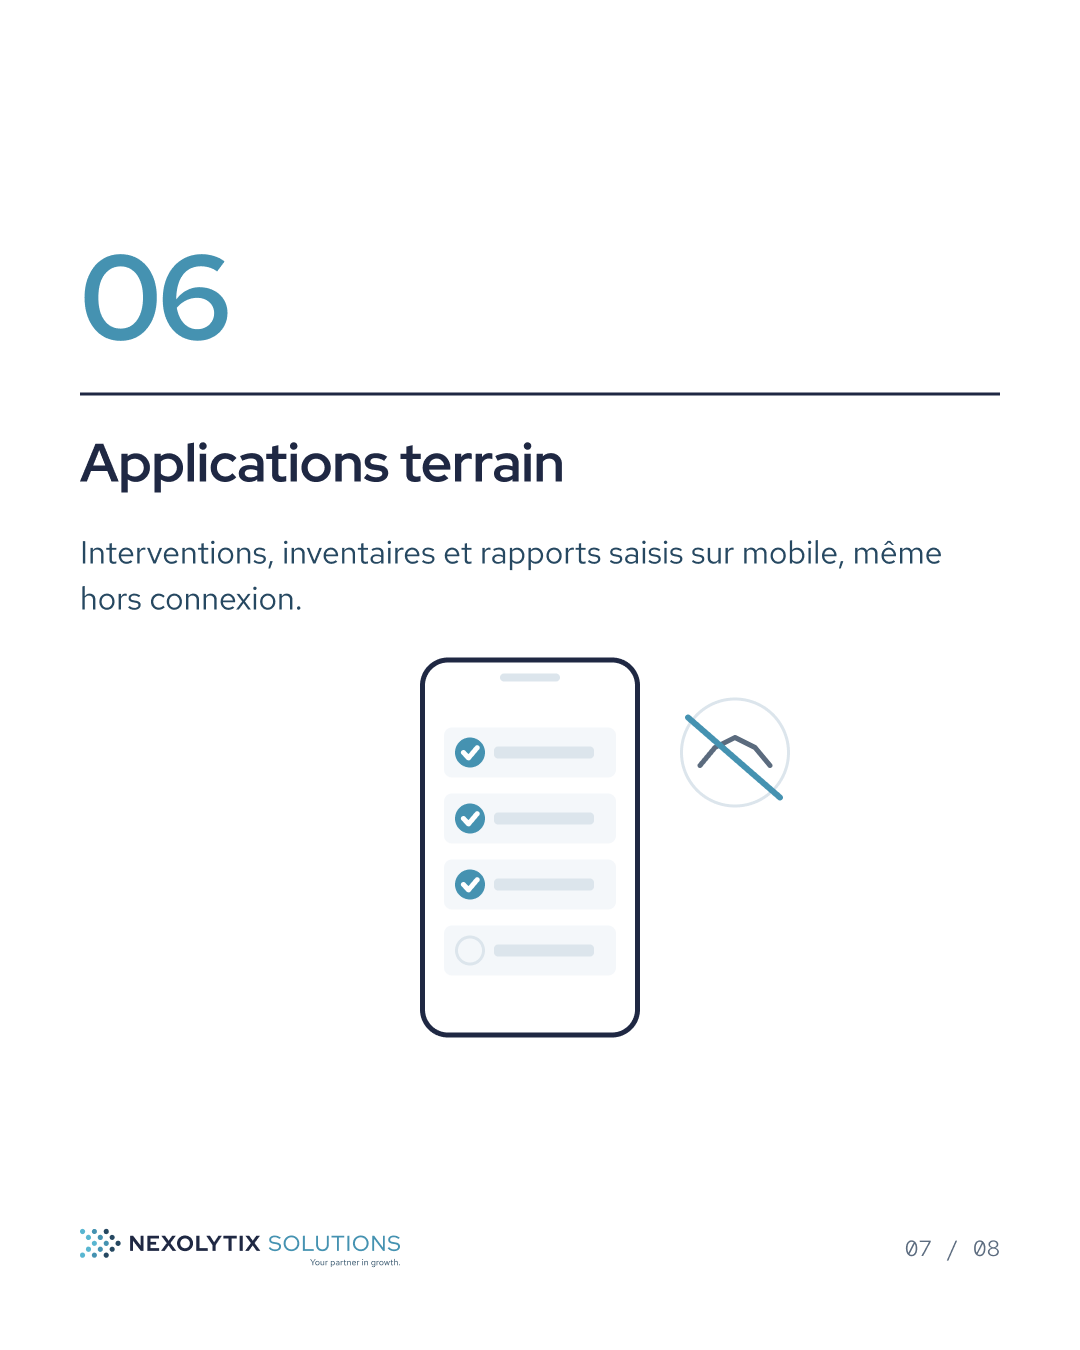 06
Applications terrain
Interventions, inventaires et rapports saisis sur mobile, même
hors connexion.
NEXOLYTIX SOLUTIONS
Your partner in growth.
07 / 08